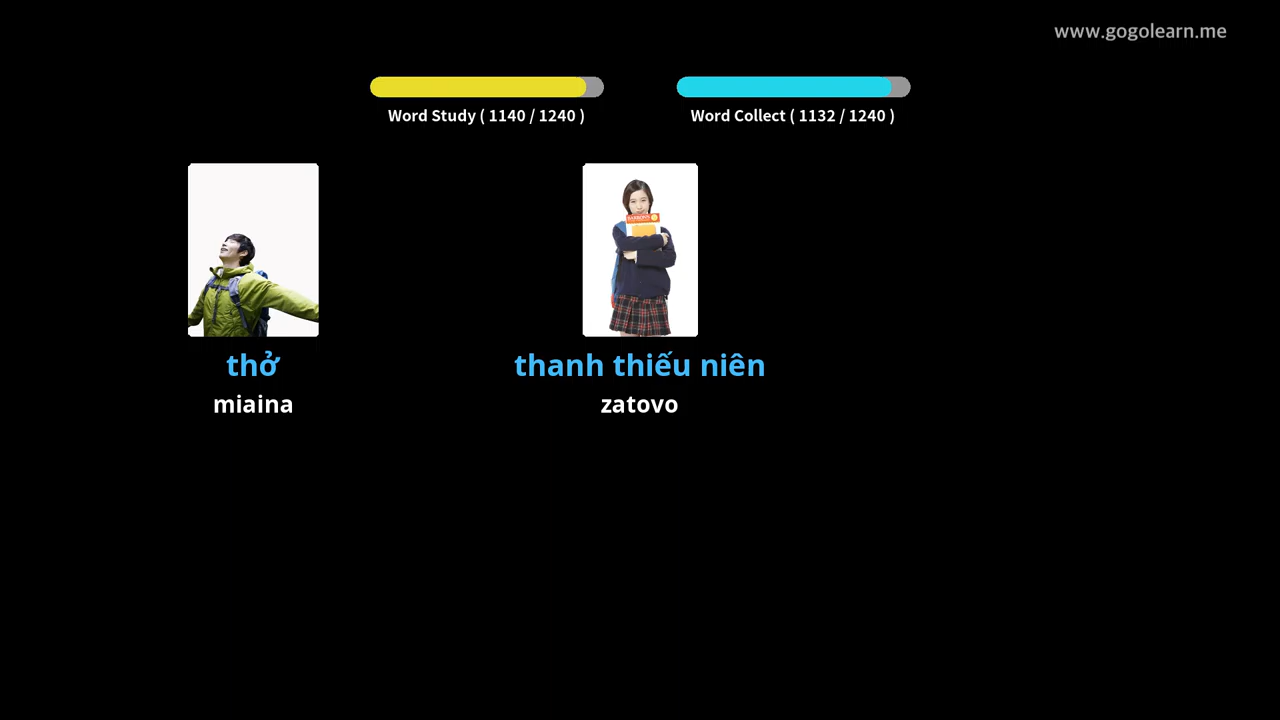 www.gogolearn.me
Word Study ( 1140 / 1240 )
Word Collect ( 1132 / 1240 )
thở
miaina
thanh thiếu niên
zatovo